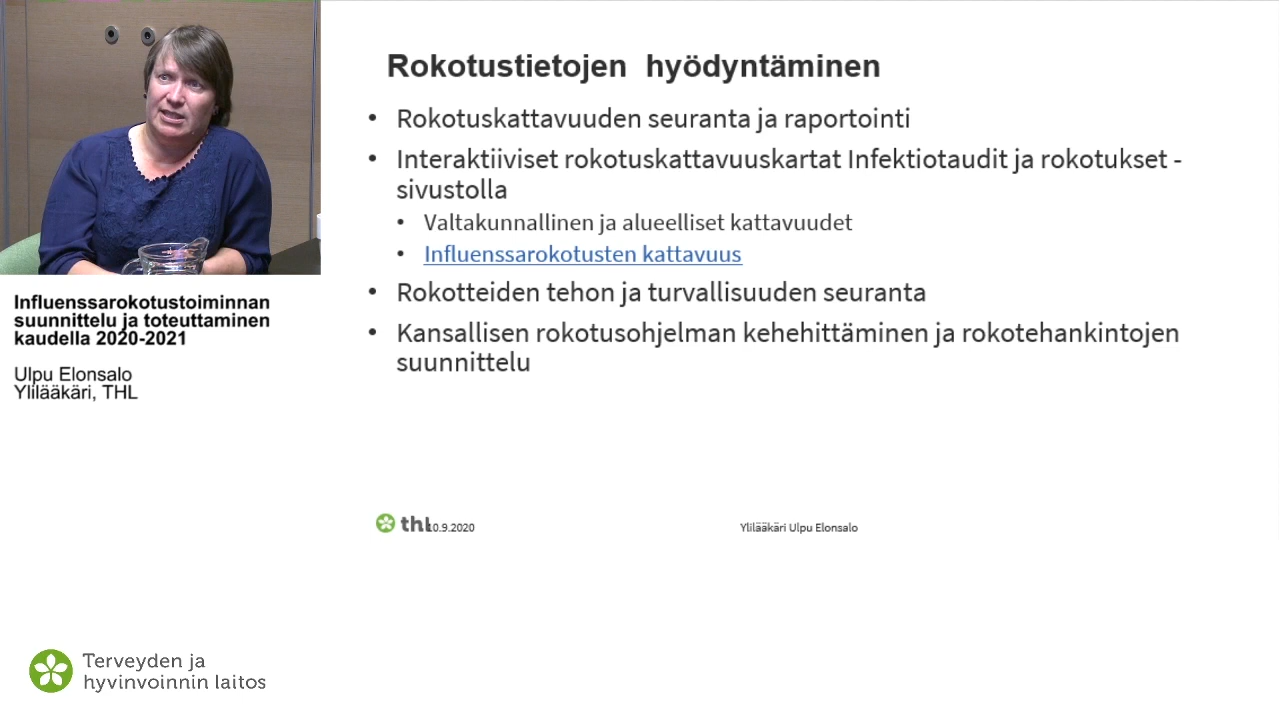 Rokotustietojen hyödyntäminen
• Rokotuskattavuuden seuranta ja raportointi
• Interaktiiviset rokotuskattavuuskartat Infektiotaudit ja rokotukset -
sivustolla
• Valtakunnallinen ja alueelliset kattavuudet
• Influenssarokotusten kattavuus
• Rokotteiden tehon ja turvallisuuden seuranta
• Kansallisen rokotusohjelman kehehittäminen ja rokotehankintojen
suunnittelu
thl 10.9.2020
Ylilääkäri Ulpu Elonsalo
Influenssarokotustoiminnan
suunnittelu ja toteuttaminen
kaudella 2020-2021
Ulpu Elonsalo
Ylilääkäri, THL
Terveyden ja
hyvinvoinnin laitos